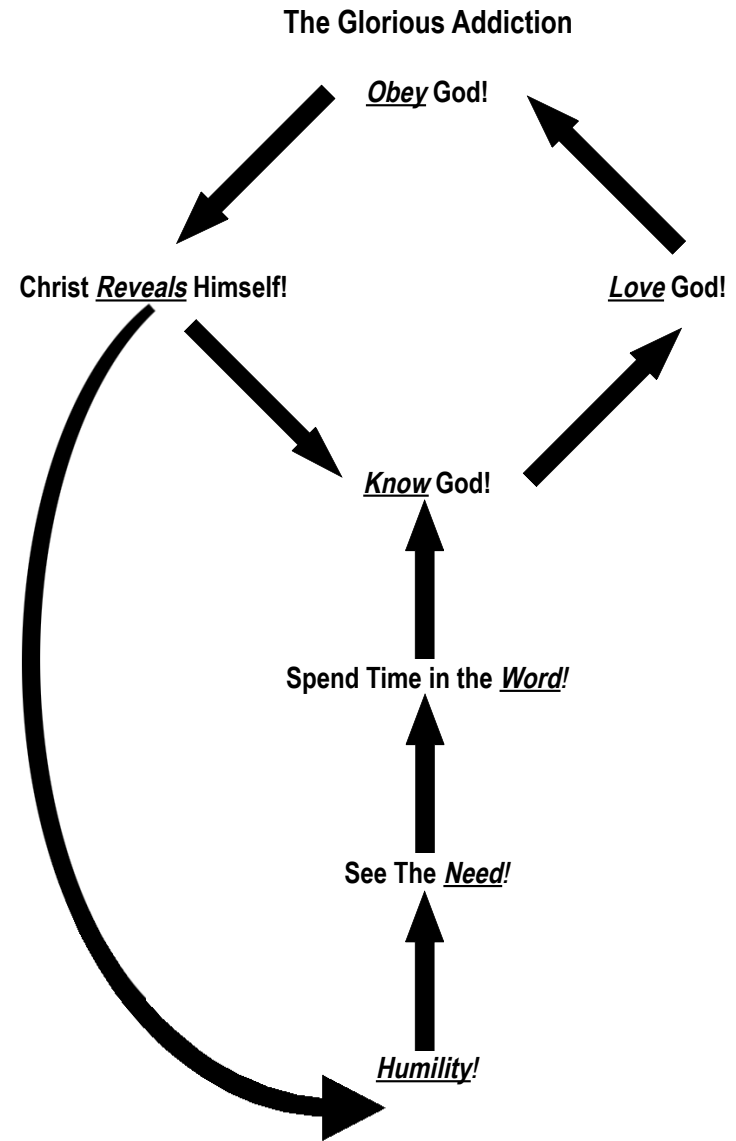 The Glorious Addiction
Obey God!
Christ Reveals Himself!
Love God!
Know God!
Spend Time in the Word!
See The Need!
Humility!